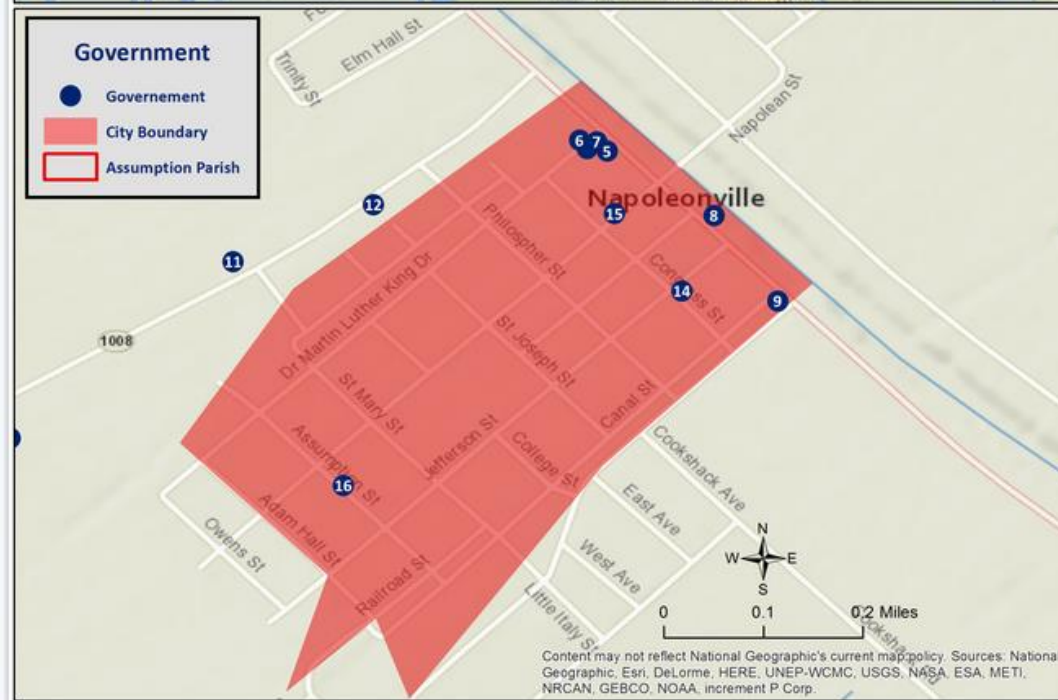 Government
Governement
City Boundary
Assumption Parish
Elm Hall St
Trinity St
Napolean St
6 7 5
Napoleonville
12
15
8
11
Philospher St
Congress St
14
9
Dr Martin Luther King Dr
1008
St Joseph St
St Mary St
Canal St
Jefferson St
College St
Cookshack Ave
Assumption St
16
East Ave
Adam Hall St
Owens St
West Ave
Railroad St
Little Italy St
N
W E
S
0 0.1 0.2 Miles
Content may not reflect National Geographic's current map policy. Sources: National
Geographic, Esri, DeLorme, HERE, UNEP-WCMC, USGS, NASA, ESA, METI,
NRCAN, GEBCO, NOAA, increment P Corp.